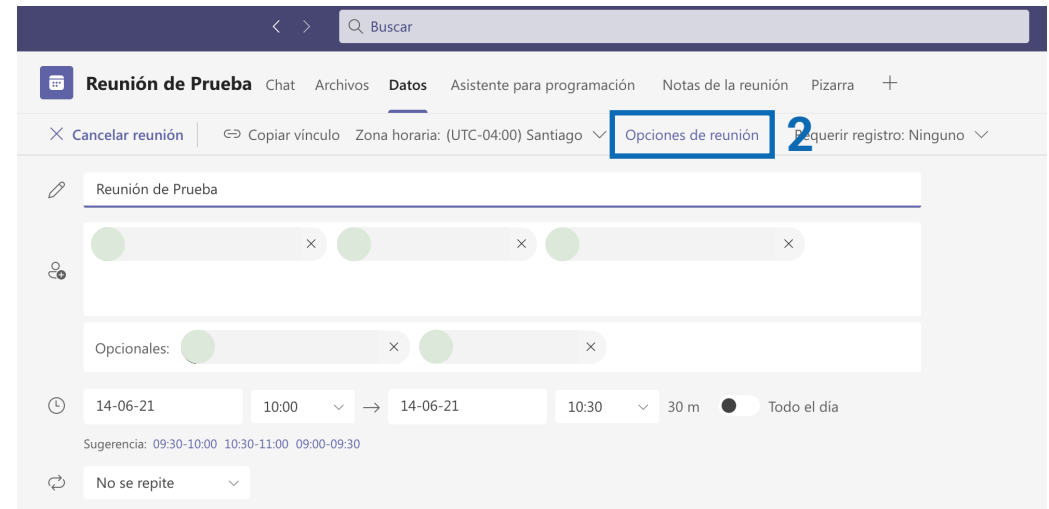 Buscar
Reunión de Prueba Chat Archivos Datos Asistente para programación Notas de la reunión Pizarra
Cancelar reunión Copiar vínculo Zona horaria: (UTC-04:00) Santiago Opciones de reunión 2 Requerir registro: Ninguno
Reunión de Prueba
Opcionales:
14-06-21 10:00 → 14-06-21 10:30 30 m Todo el día
Sugerencia: 09:30-10:00 10:30-11:00 09:00-09:30
No se repite